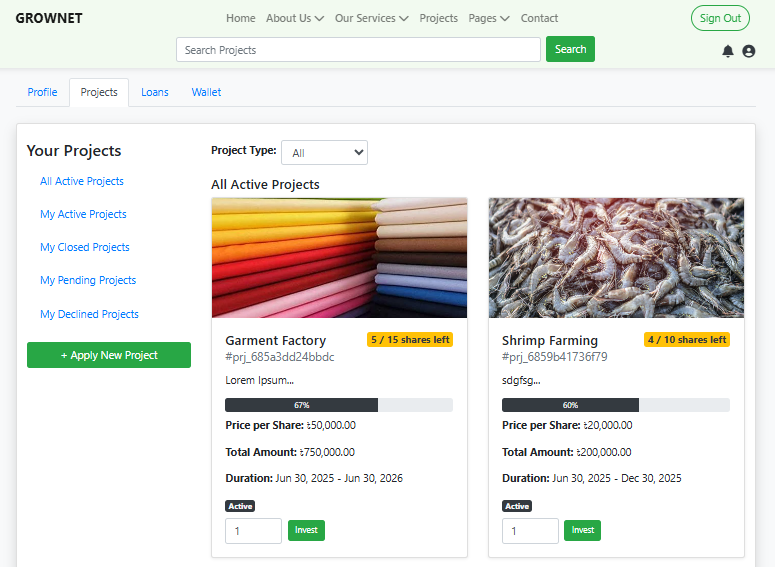 GROWNET
Home About Us Our Services Projects Pages Contact
Sign Out
Search Projects
Search
Profile Projects Loans Wallet
Your Projects
All Active Projects
My Active Projects
My Closed Projects
My Pending Projects
My Declined Projects
+ Apply New Project
Project Type: All
All Active Projects
Garment Factory
5 / 15 shares left
#prj_685a3dd24bbdc
Lorem Ipsum...
67%
Price per Share: ৳50,000.00
Total Amount: ৳750,000.00
Duration: Jun 30, 2025 - Jun 30, 2026
Active
1 Invest
Shrimp Farming
4 / 10 shares left
#prj_6859b41736f79
sdgfsg...
60%
Price per Share: ৳20,000.00
Total Amount: ৳200,000.00
Duration: Jun 30, 2025 - Dec 30, 2025
Active
1 Invest